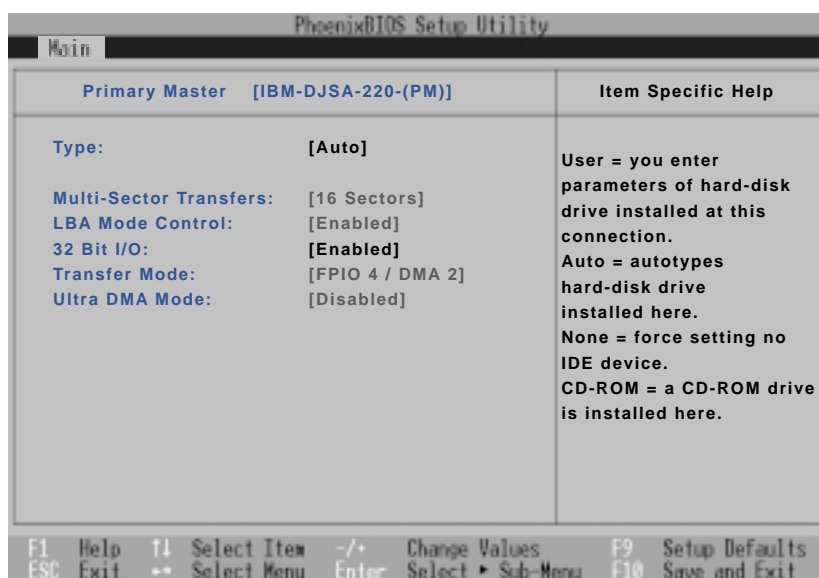 PhoenixBIOS Setup Utility
Main
Primary Master [IBM-DJSA-220-(PM)]
Item Specific Help
Type: [Auto]
Multi-Sector Transfers: [16 Sectors]
LBA Mode Control: [Enabled]
32 Bit I/O: [Enabled]
Transfer Mode: [FPIO 4 / DMA 2]
Ultra DMA Mode: [Disabled]
User = you enter
parameters of hard-disk
drive installed at this
connection.
Auto = autotypes
hard-disk drive
installed here.
None = force setting no
IDE device.
CD-ROM = a CD-ROM drive
is installed here.
F1 Help ↑↓ Select Item -/+ Change Values F9 Setup Defaults
ESC Exit ↔ Select Menu Enter Select ▸ Sub-Menu F10 Save and Exit